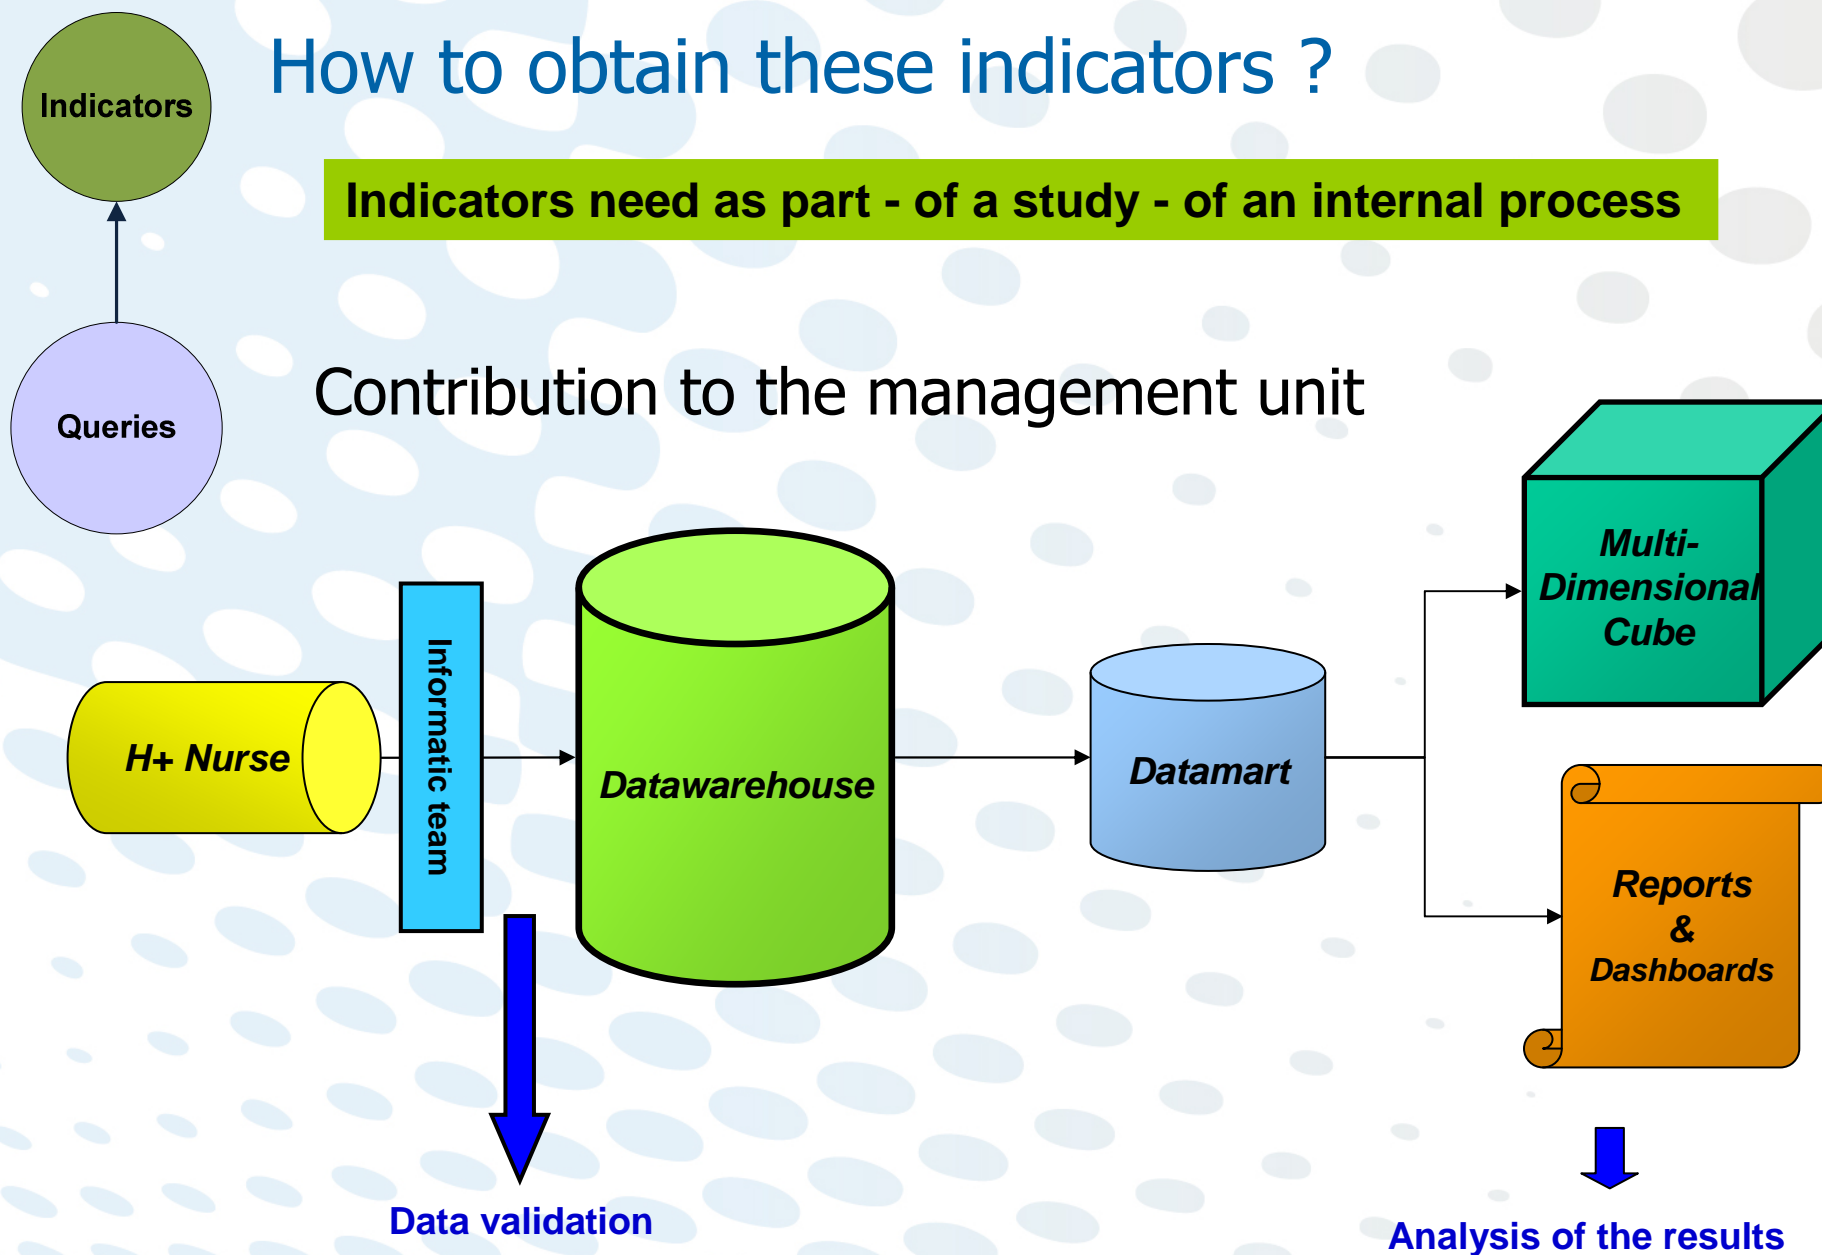 How to obtain these indicators ?
Indicators
Indicators need as part - of a study - of an internal process
Contribution to the management unit
Queries
Multi-
Dimensional
Cube
Informatic team
H+ Nurse
Datawarehouse
Datamart
Reports
&
Dashboards
Data validation
Analysis of the results